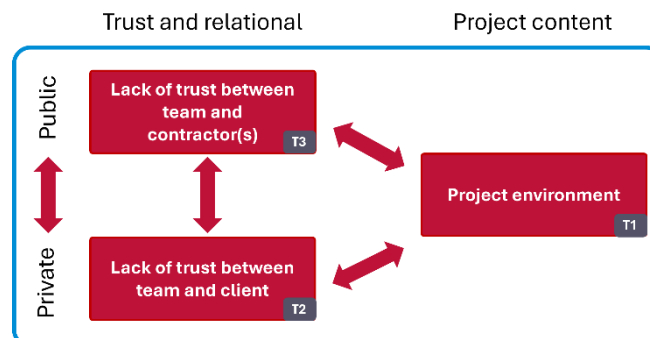 Trust and relational
Project content
Public
Lack of trust between
team and
contractor(s)
T3
Project environment
T1
Private
Lack of trust between
team and client
T2